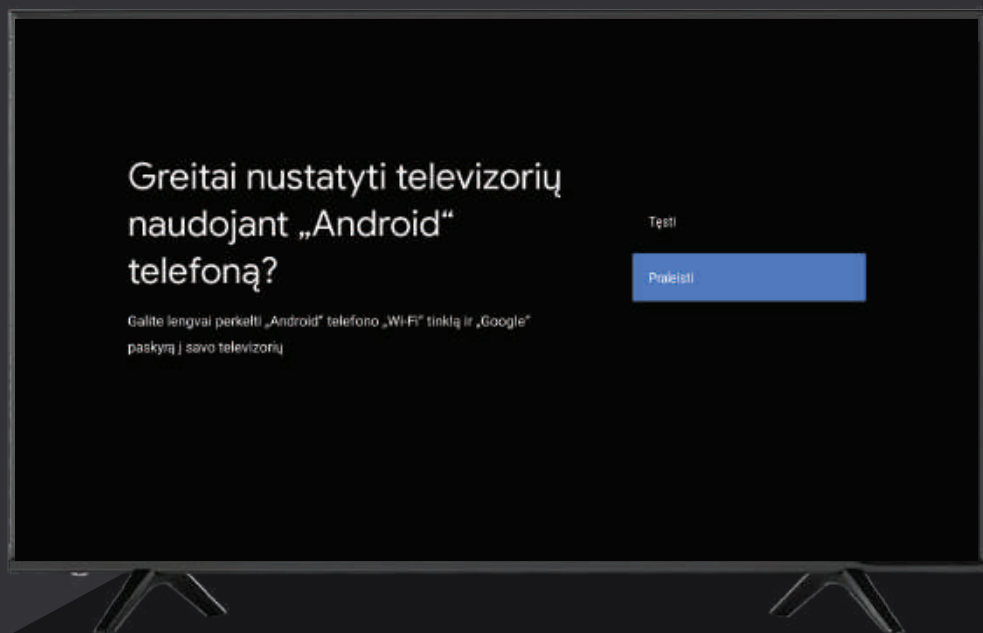 Greitai nustatyti televizorių
naudojant „Android“
telefoną?
Galite lengvai perkelti „Android“ telefono „Wi-Fi“ tinklą ir „Google“
paskyrą į savo televizorių
Tęsti
Praleisti